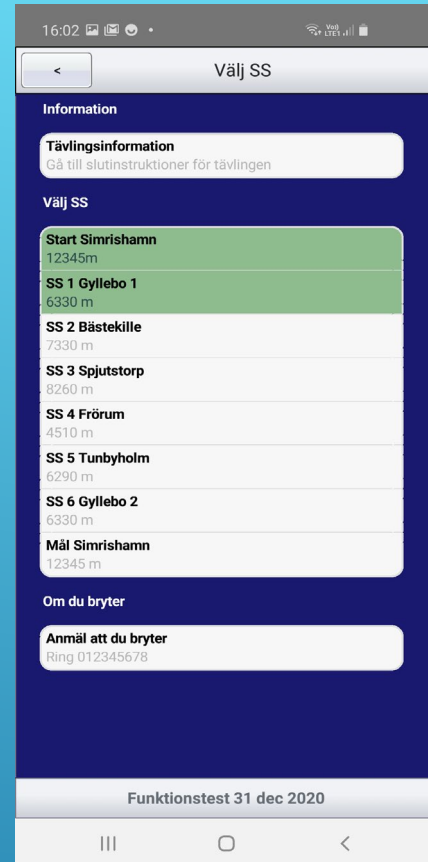 16:02
Vo)) LTE1
<
Välj SS
Information
Tävlingsinformation
Gå till slutinstruktioner för tävlingen
Välj SS
Start Simrishamn
12345m
SS 1 Gyllebo 1
6330 m
SS 2 Bästekille
7330 m
SS 3 Spjutstorp
8260 m
SS 4 Frörum
4510 m
SS 5 Tunbyholm
6290 m
SS 6 Gyllebo 2
6330 m
Mål Simrishamn
12345 m
Om du bryter
Anmäl att du bryter
Ring 012345678
Funktionstest 31 dec 2020